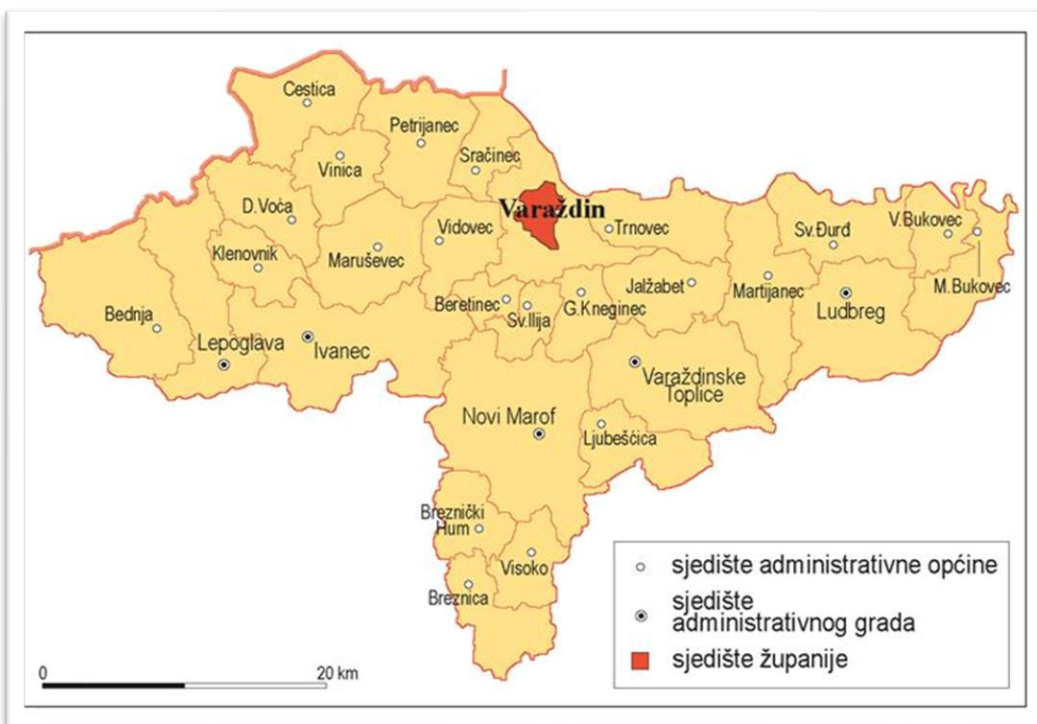 Cestica
Petrijanec
Sračinec
Vinica
Varaždin
D.Voća
Vidovec
Trnovec
Sv.Đurđ
V.Bukovec
Klenovnik
Maruševec
Bednja
Beretinec
Sv.Ilija
G.Kneginec
Jalžabet
Martijanec
M.Bukovec
Ludbreg
Lepoglava
Ivanec
Varaždinske
Toplice
Novi Marof
Ljubešćica
Breznički
Hum
Visoko
Breznica
sjedište administrativne općine
sjedište
administrativnog grada
sjedište županije
0 20 km